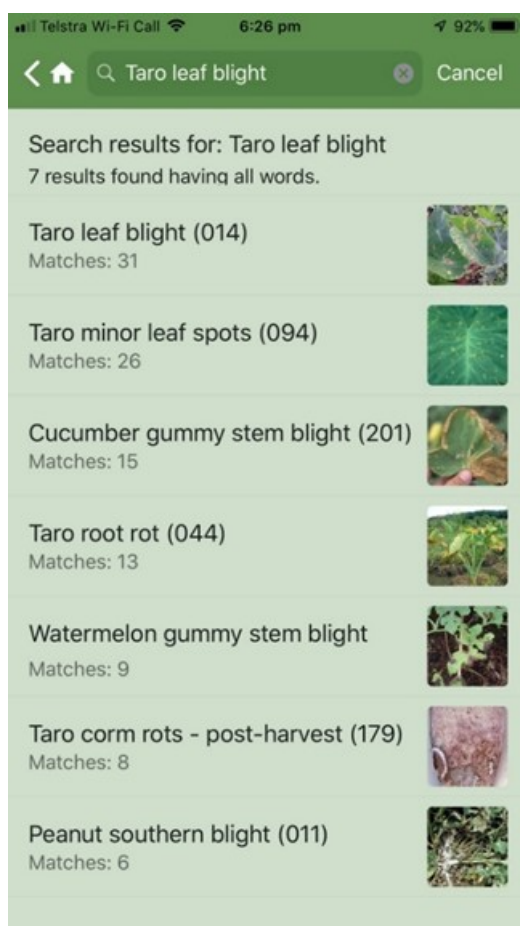 Telstra Wi-Fi Call 6:26 pm 92%
Taro leaf blight Cancel
Search results for: Taro leaf blight
7 results found having all words.
Taro leaf blight (014)
Matches: 31
Taro minor leaf spots (094)
Matches: 26
Cucumber gummy stem blight (201)
Matches: 15
Taro root rot (044)
Matches: 13
Watermelon gummy stem blight
Matches: 9
Taro corm rots - post-harvest (179)
Matches: 8
Peanut southern blight (011)
Matches: 6